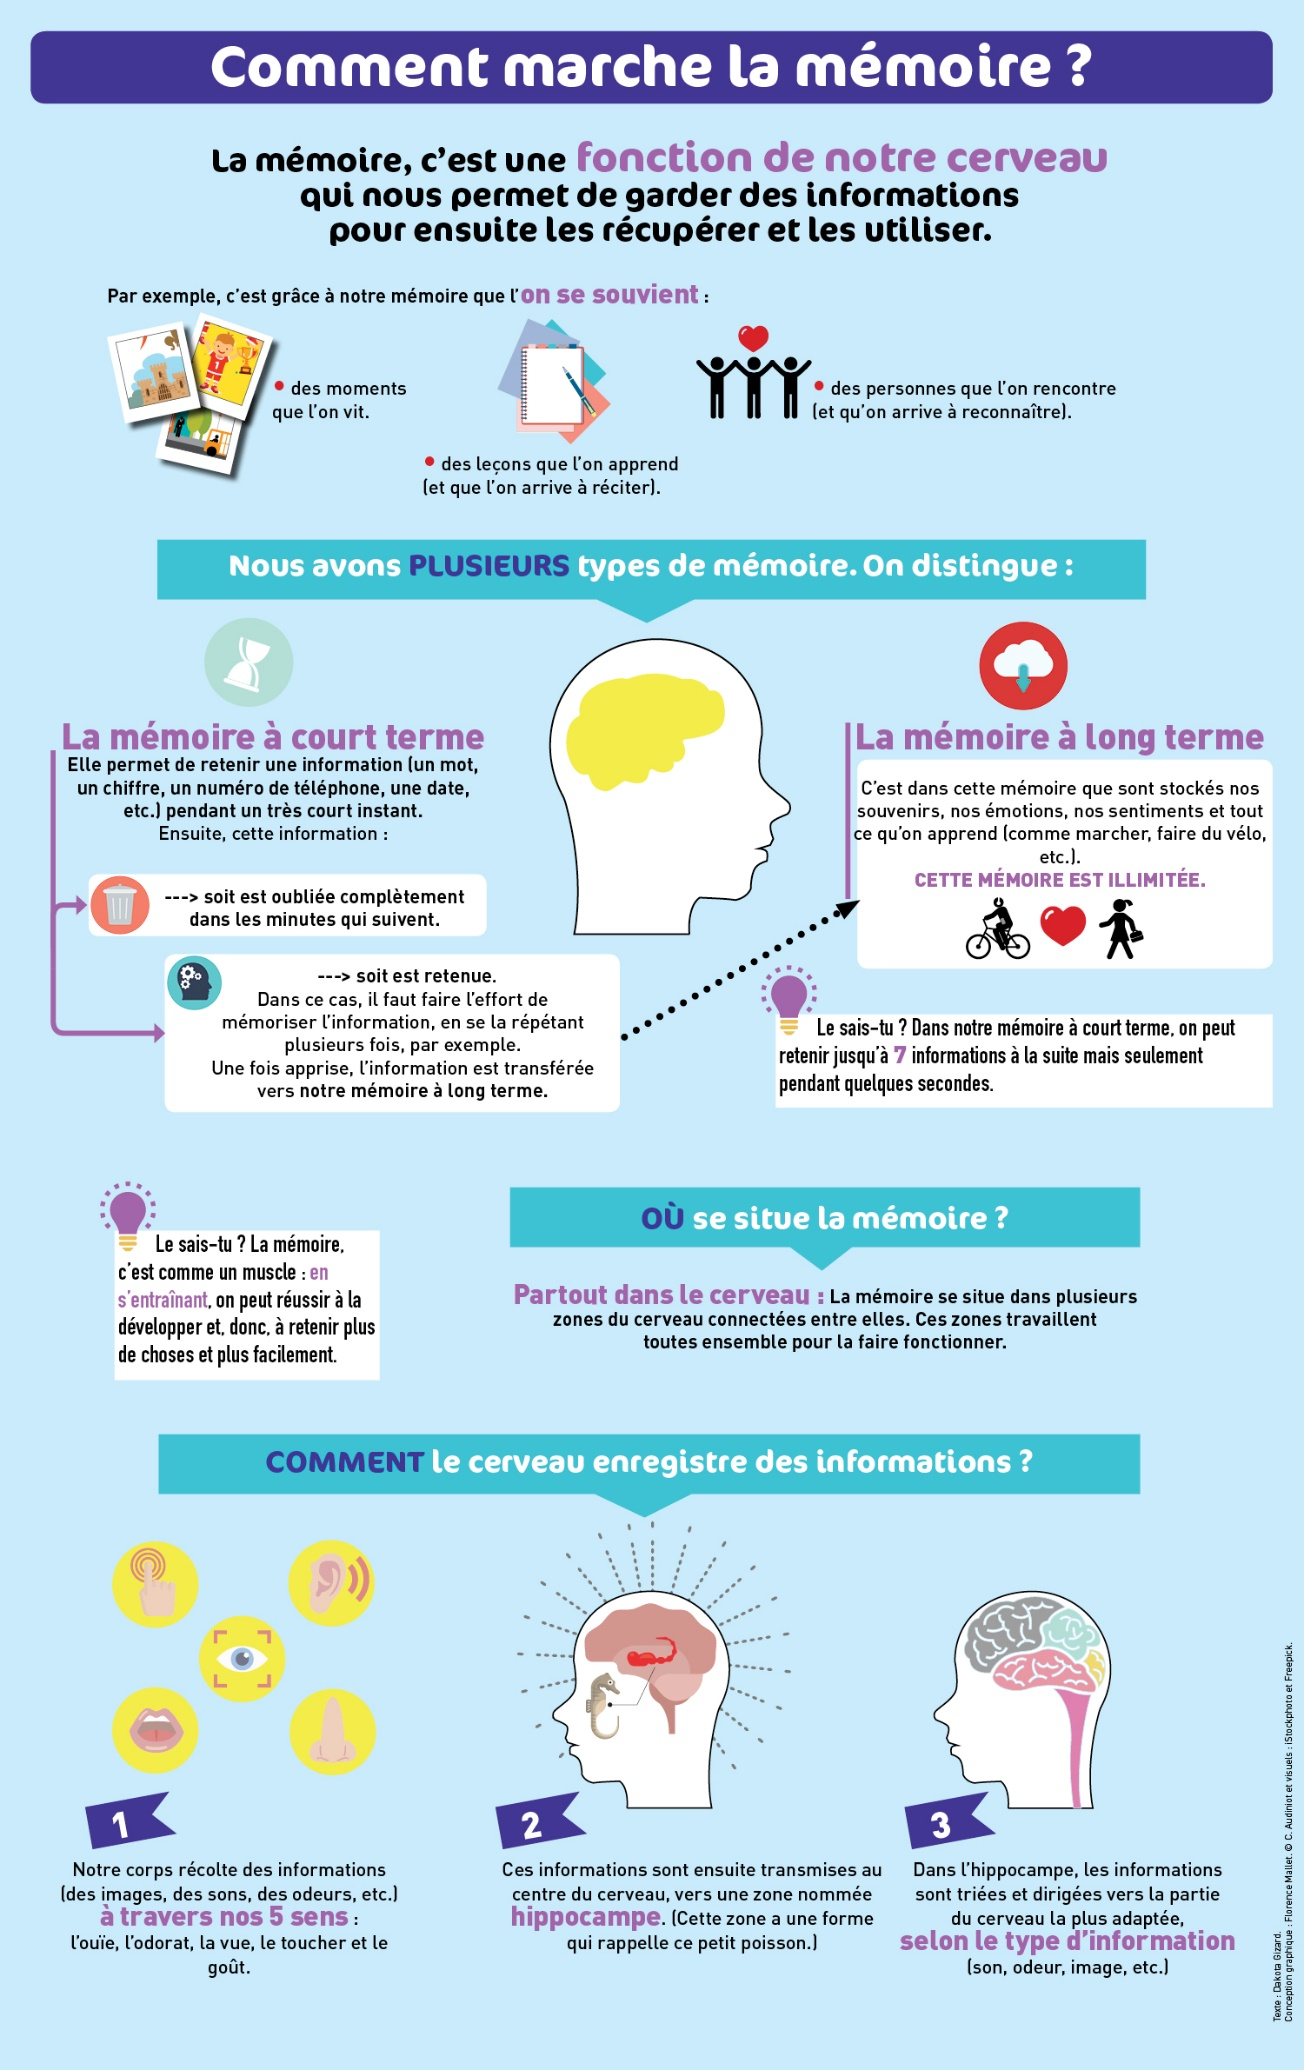 Comment marche la mémoire ?
La mémoire, c'est une fonction de notre cerveau
qui nous permet de garder des informations
pour ensuite les récupérer et les utiliser.
Par exemple, c'est grâce à notre mémoire que l'on se souvient :
• des moments
que l'on vit.
• des leçons que l'on apprend
(et que l'on arrive à réciter).
• des personnes que l'on rencontre
(et qu'on arrive à reconnaître).
Nous avons PLUSIEURS types de mémoire. On distingue :
La mémoire à court terme
Elle permet de retenir une information (un mot,
un chiffre, un numéro de téléphone, une date,
etc.) pendant un très court instant.
Ensuite, cette information :
---> soit est oubliée complètement
dans les minutes qui suivent.
---> soit est retenue.
Dans ce cas, il faut faire l'effort de
mémoriser l'information, en se la répétant
plusieurs fois, par exemple.
Une fois apprise, l'information est transférée
vers notre mémoire à long terme.
La mémoire à long terme
C'est dans cette mémoire que sont stockés nos
souvenirs, nos émotions, nos sentiments et tout
ce qu'on apprend (comme marcher, faire du vélo,
etc.).
CETTE MÉMOIRE EST ILLIMITÉE.
Le sais-tu ? Dans notre mémoire à court terme, on peut
retenir jusqu'à 7 informations à la suite mais seulement
pendant quelques secondes.
Le sais-tu ? La mémoire,
c'est comme un muscle : en
s'entraînant, on peut réussir à la
développer et, donc, à retenir plus
de choses et plus facilement.
OÙ se situe la mémoire ?
Partout dans le cerveau : La mémoire se situe dans plusieurs
zones du cerveau connectées entre elles. Ces zones travaillent
toutes ensemble pour la faire fonctionner.
COMMENT le cerveau enregistre des informations ?
1
Notre corps récolte des informations
(des images, des sons, des odeurs, etc.)
à travers nos 5 sens :
l'ouïe, l'odorat, la vue, le toucher et le
goût.
2
Ces informations sont ensuite transmises au
centre du cerveau, vers une zone nommée
hippocampe. (Cette zone a une forme
qui rappelle ce petit poisson.)
3
Dans l'hippocampe, les informations
sont triées et dirigées vers la partie
du cerveau la plus adaptée,
selon le type d'information
(son, odeur, image, etc.)
Texte : Dakota Gizard.
Conception graphique : Florence Mallet. © C. Audiniot et visuels : iStockphoto et Freepick.